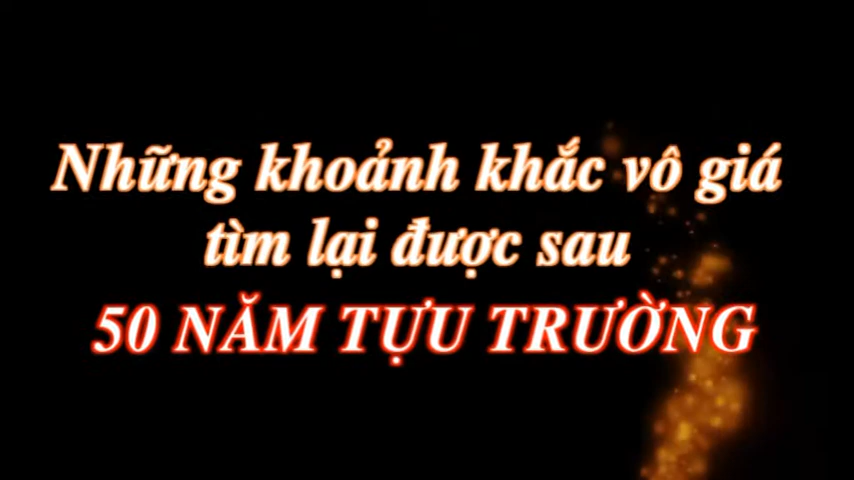 Những khoảnh khắc vô giá
tìm lại được sau
50 NĂM TỰU TRƯỜNG